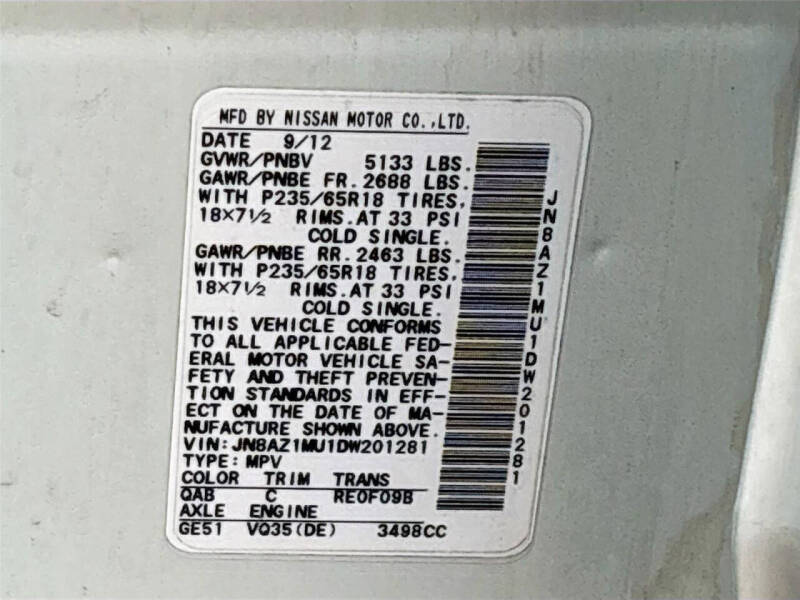 MFD BY NISSAN MOTOR CO.,LTD.
DATE 9/12
GVWR/PNBV 5133 LBS.
GAWR/PNBE FR. 2688 LBS.
WITH P235/65R18 TIRES,
18×7½ RIMS.AT 33 PSI
COLD SINGLE.
GAWR/PNBE RR. 2463 LBS.
WITH P235/65R18 TIRES,
18×7½ RIMS.AT 33 PSI
COLD SINGLE.
THIS VEHICLE CONFORMS
TO ALL APPLICABLE FED-
ERAL MOTOR VEHICLE SA-
FETY AND THEFT PREVEN-
TION STANDARDS IN EFF-
ECT ON THE DATE OF MA-
NUFACTURE SHOWN ABOVE.
VIN: JN8AZ1MU1DW201281
TYPE: MPV
COLOR TRIM TRANS
QAB C RE0F09B
AXLE ENGINE
GE51 VQ35(DE) 3498CC
JN8AZ1MU1DW201281